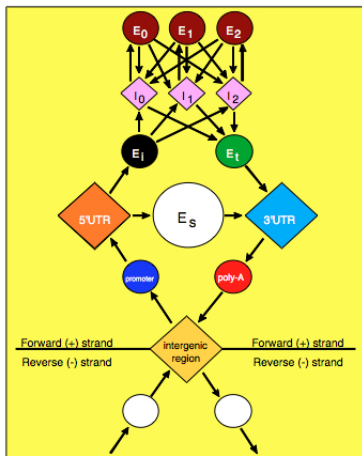 E0 E1 E2
I0 I1 I2
Ei Et
5'UTR Es 3'UTR
promoter poly-A
intergenic
region
Forward (+) strand Forward (+) strand
Reverse (-) strand Reverse (-) strand